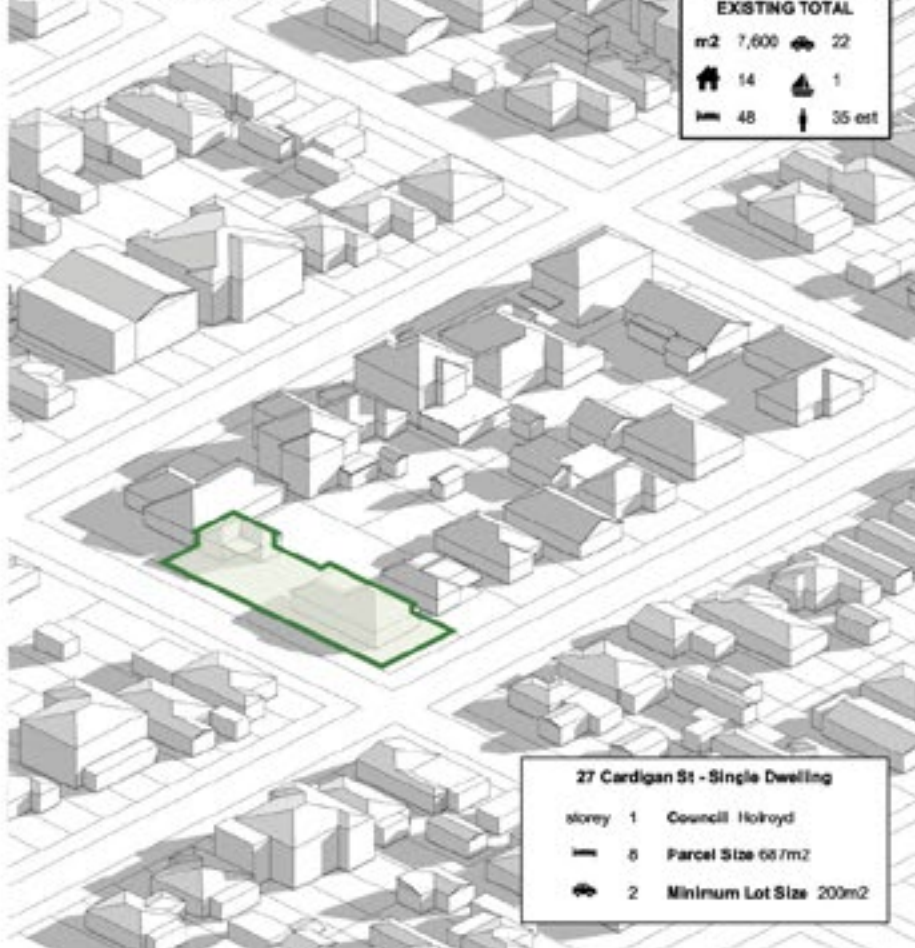 EXISTING TOTAL
m2 7,600 22
14 1
48 35 est
27 Cardigan St - Single Dwelling
storey 1 Council Holroyd
8 Parcel Size 687m2
2 Minimum Lot Size 200m2